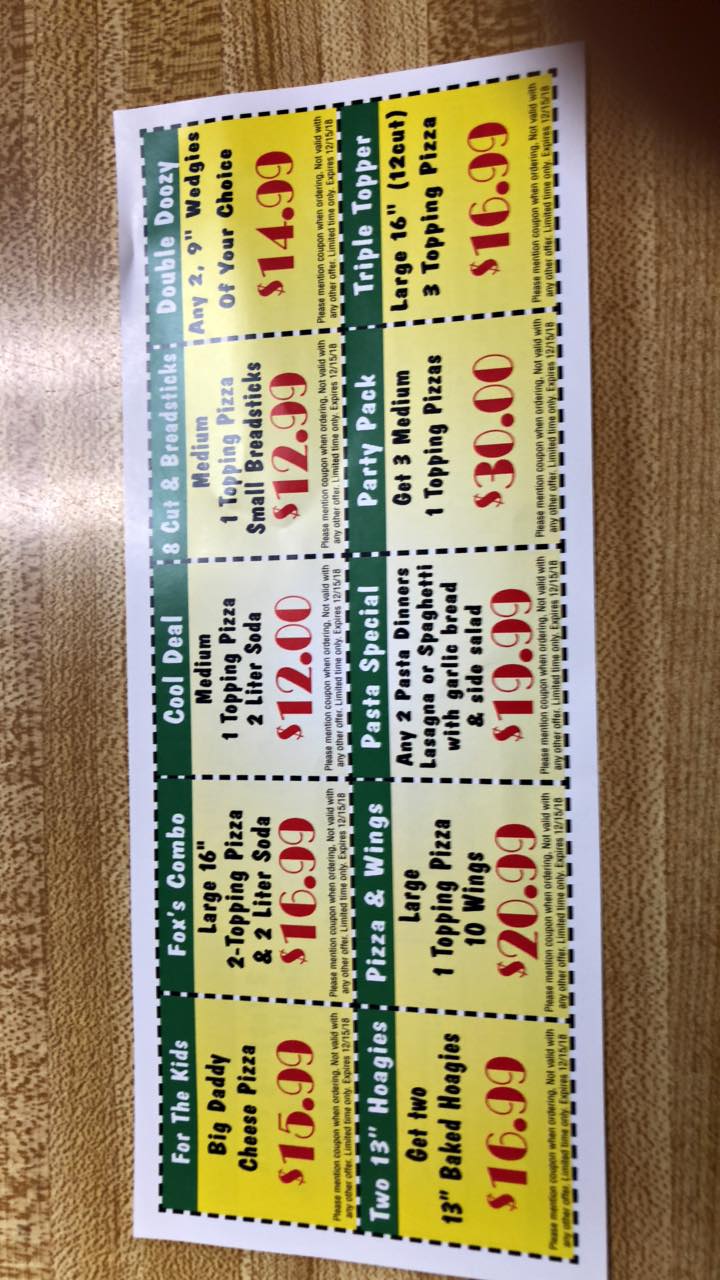 For The Kids
Big Daddy
Cheese Pizza
$15.99
Please mention coupon when ordering. Not valid with
any other offer. Limited time only. Expires 12/15/18
Fox's Combo
Large 16"
2-Topping Pizza
& 2 Liter Soda
$16.99
Please mention coupon when ordering. Not valid with
any other offer. Limited time only. Expires 12/15/18
Cool Deal
Medium
1 Topping Pizza
2 Liter Soda
$12.00
Please mention coupon when ordering. Not valid with
any other offer. Limited time only. Expires 12/15/18
8 Cut & Breadsticks
Medium
1 Topping Pizza
Small Breadsticks
$12.99
Please mention coupon when ordering. Not valid with
any other offer. Limited time only. Expires 12/15/18
Double Doozy
Any 2, 9" Wedgies
Of Your Choice
$14.99
Please mention coupon when ordering. Not valid with
any other offer. Limited time only. Expires 12/15/18
Two 13" Hoagies
Get two
13" Baked Hoagies
$16.99
Please mention coupon when ordering. Not valid with
any other offer. Limited time only. Expires 12/15/18
Pizza & Wings
Large
1 Topping Pizza
10 Wings
$20.99
Please mention coupon when ordering. Not valid with
any other offer. Limited time only. Expires 12/15/18
Pasta Special
Any 2 Pasta Dinners
Lasagna or Spaghetti
with garlic bread
& side salad
$19.99
Please mention coupon when ordering. Not valid with
any other offer. Limited time only. Expires 12/15/18
Party Pack
Get 3 Medium
1 Topping Pizzas
$30.00
Please mention coupon when ordering. Not valid with
any other offer. Limited time only. Expires 12/15/18
Triple Topper
Large 16" (12cut)
3 Topping Pizza
$16.99
Please mention coupon when ordering. Not valid with
any other offer. Limited time only. Expires 12/15/18